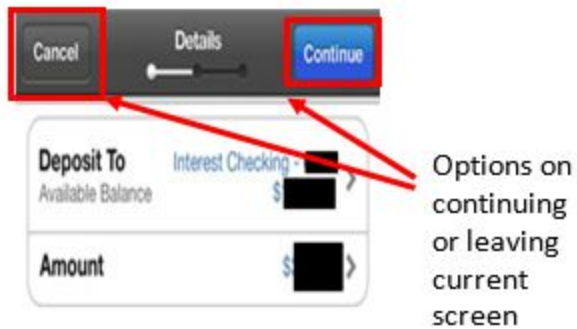 Cancel Details Continue
Deposit To Interest Checking -
Available Balance $
Amount $
Options on
continuing
or leaving
current
screen